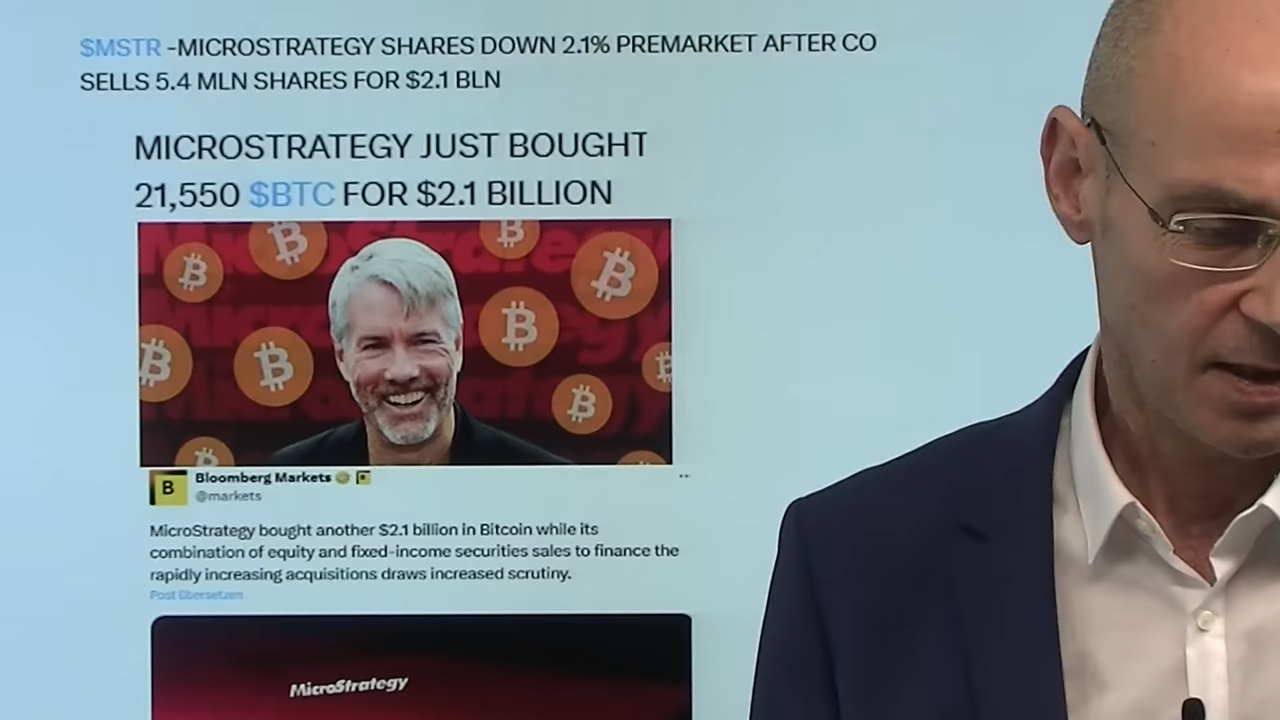 $MSTR -MICROSTRATEGY SHARES DOWN 2.1% PREMARKET AFTER CO
SELLS 5.4 MLN SHARES FOR $2.1 BLN
MICROSTRATEGY JUST BOUGHT
21,550 $BTC FOR $2.1 BILLION
MicroStrategy
Bloomberg Markets
@markets
B
MicroStrategy bought another $2.1 billion in Bitcoin while its
combination of equity and fixed-income securities sales to finance the
rapidly increasing acquisitions draws increased scrutiny.
Post übersetzen
MicroStrategy